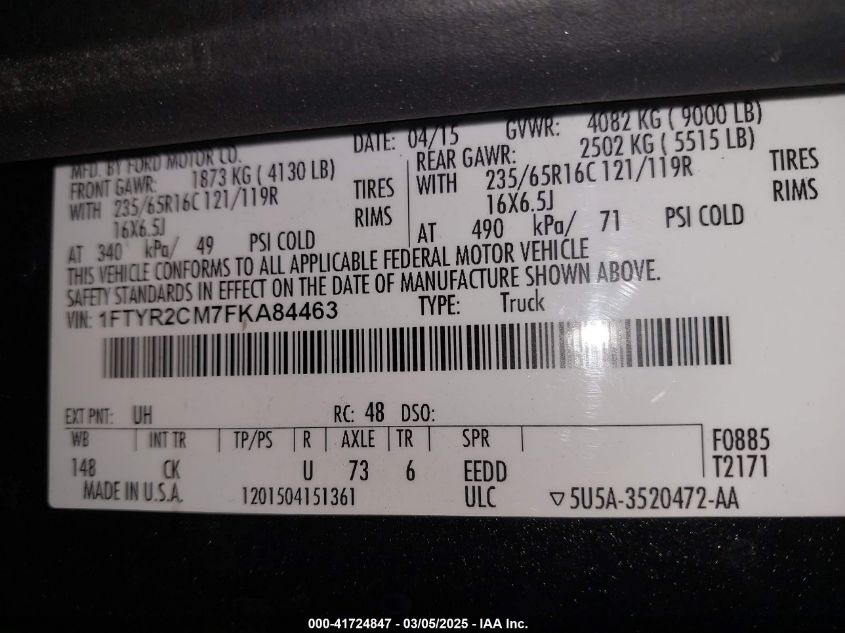 MFD. BY FORD MOTOR CO. DATE: 04/15 GVWR: 4082 KG ( 9000 LB)
FRONT GAWR: 1873 KG ( 4130 LB) REAR GAWR: 2502 KG ( 5515 LB)
WITH 235/65R16C 121/119R TIRES WITH 235/65R16C 121/119R TIRES
16X6.5J RIMS 16X6.5J RIMS
AT 340 kPa/ 49 PSI COLD AT 490 kPa/ 71 PSI COLD
THIS VEHICLE CONFORMS TO ALL APPLICABLE FEDERAL MOTOR VEHICLE
SAFETY STANDARDS IN EFFECT ON THE DATE OF MANUFACTURE SHOWN ABOVE.
VIN: 1FTYR2CM7FKA84463 TYPE: Truck
EXT PNT: UH RC: 48 DSO:
WB INT TR TP/PS R AXLE TR SPR F0885
148 CK U 73 6 EEDD T2171
MADE IN U.S.A. 1201504151361 ULC ▽5U5A-3520472-AA
000-41724847 - 03/05/2025 - IAA Inc.